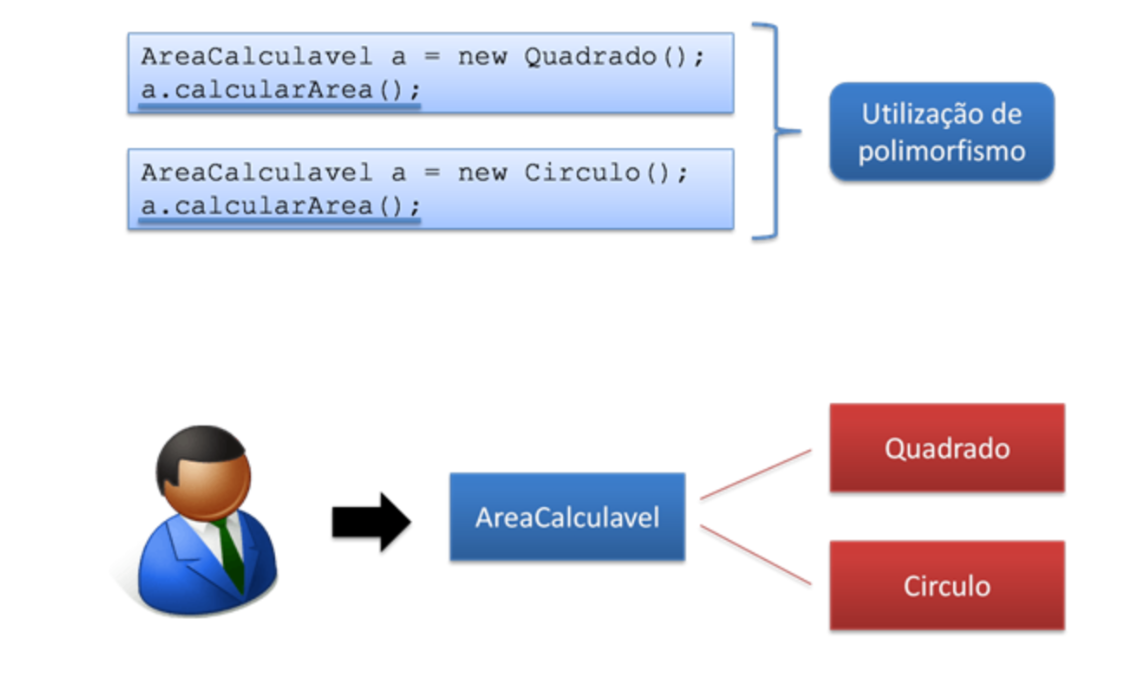 AreaCalculavel a = new Quadrado();
a.calcularArea();
AreaCalculavel a = new Circulo();
a.calcularArea();
Utilização de
polimorfismo
AreaCalculavel
Quadrado
Circulo